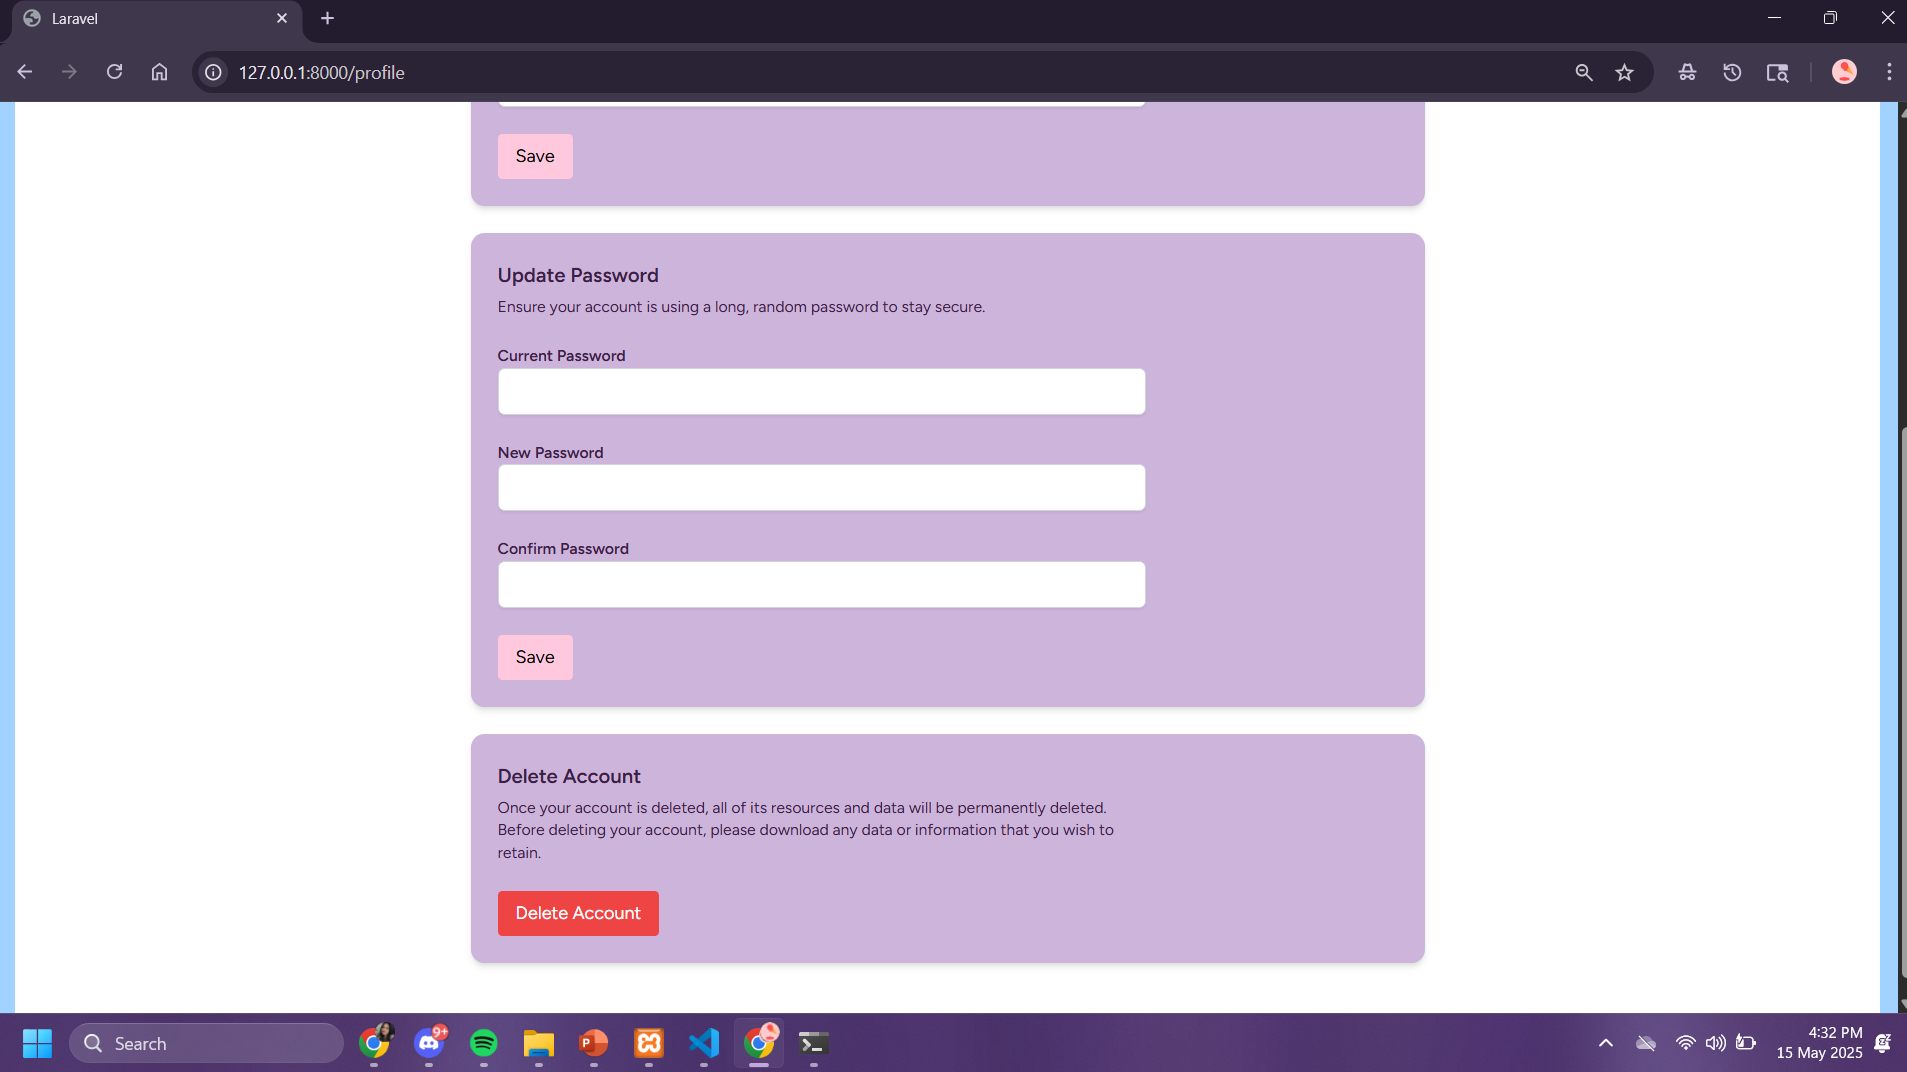 Laravel
127.0.0.1:8000/profile
Save
Update Password
Ensure your account is using a long, random password to stay secure.
Current Password
New Password
Confirm Password
Save
Delete Account
Once your account is deleted, all of its resources and data will be permanently deleted.
Before deleting your account, please download any data or information that you wish to
retain.
Delete Account
Search
9+
P
4:32 PM
15 May 2025